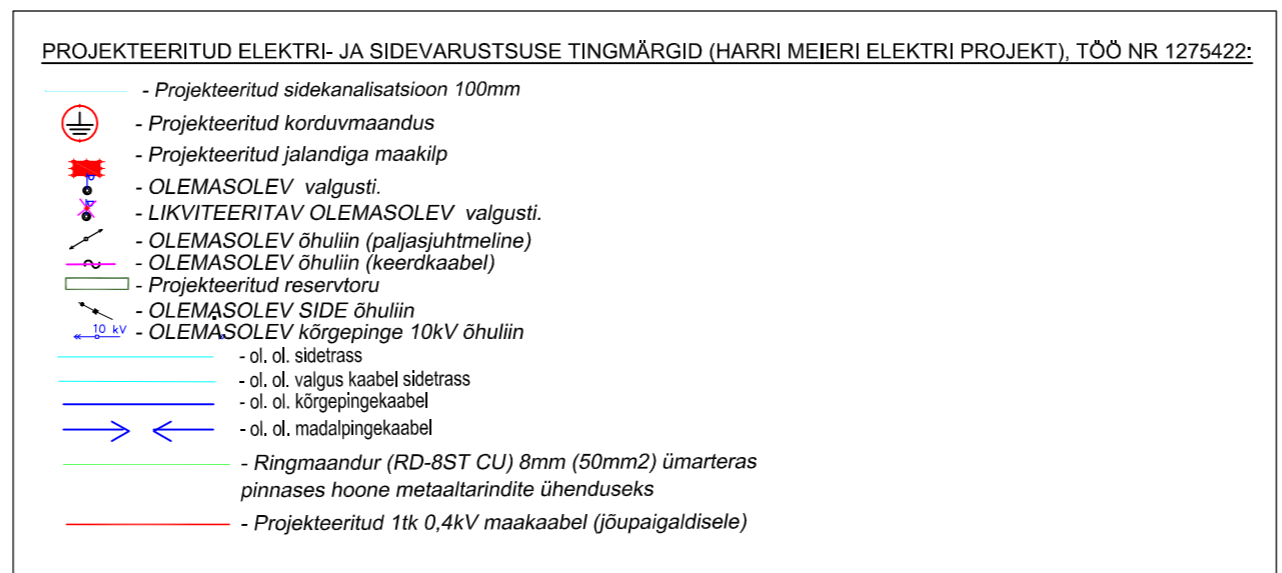 PROJEKTEERITUD ELEKTRI- JA SIDEVARUSTSUSE TINGMÄRGID (HARRI MEIERI ELEKTRI PROJEKT), TÖÖ NR 1275422:
- Projekteeritud sidekanalisatsioon 100mm
- Projekteeritud korduvmaandus
- Projekteeritud jalandiga maakilp
- OLEMASOLEV valgusti.
- LIKVITEERITAV OLEMASOLEV valgusti.
- OLEMASOLEV õhuliin (paljasjuhtmeline)
- OLEMASOLEV õhuliin (keerdkaabel)
- Projekteeritud reservtoru
- OLEMASOLEV SIDE õhuliin
10 kV - OLEMASOLEV kõrgepinge 10kV õhuliin
- ol. ol. sidetrass
- ol. ol. valgus kaabel sidetrass
- ol. ol. kõrgepingekaabel
- ol. ol. madalpingekaabel
- Ringmaandur (RD-8ST CU) 8mm (50mm2) ümarteras
pinnases hoone metaaltarindite ühenduseks
- Projekteeritud 1tk 0,4kV maakaabel (jõupaigaldisele)